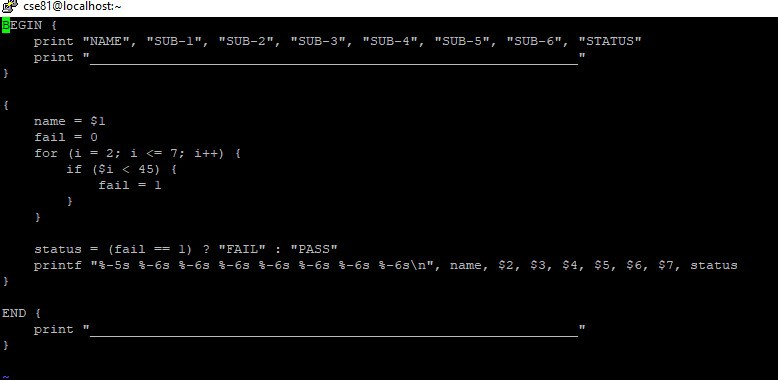 cse81@localhost:~
BEGIN {
    print "NAME", "SUB-1", "SUB-2", "SUB-3", "SUB-4", "SUB-5", "SUB-6", "STATUS"
    print "_____________________________________________________________"
}

{
    name = $1
    fail = 0
    for (i = 2; i <= 7; i++) {
        if ($i < 45) {
            fail = 1
        }
    }

    status = (fail == 1) ? "FAIL" : "PASS"
    printf "%-5s %-6s %-6s %-6s %-6s %-6s %-6s %-6s\n", name, $2, $3, $4, $5, $6, $7, status
}

END {
    print "_____________________________________________________________"
}

~